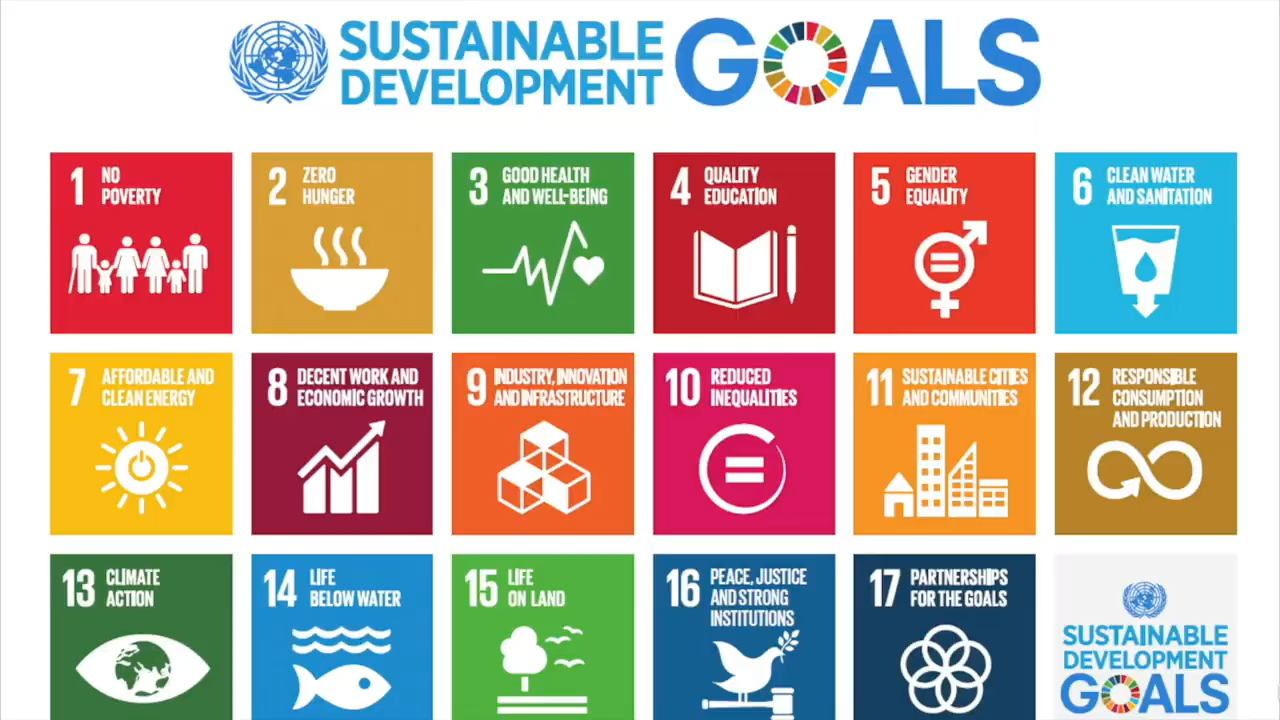 SUSTAINABLE
DEVELOPMENT
GOALS
1 NO
POVERTY
2 ZERO
HUNGER
3 GOOD HEALTH
AND WELL-BEING
4 QUALITY
EDUCATION
5 GENDER
EQUALITY
6 CLEAN WATER
AND SANITATION
7 AFFORDABLE AND
CLEAN ENERGY
8 DECENT WORK AND
ECONOMIC GROWTH
9 INDUSTRY, INNOVATION
AND INFRASTRUCTURE
10 REDUCED
INEQUALITIES
11 SUSTAINABLE CITIES
AND COMMUNITIES
12 RESPONSIBLE
CONSUMPTION
AND PRODUCTION
13 CLIMATE
ACTION
14 LIFE
BELOW WATER
15 LIFE
ON LAND
16 PEACE, JUSTICE
AND STRONG
INSTITUTIONS
17 PARTNERSHIPS
FOR THE GOALS
SUSTAINABLE
DEVELOPMENT
GOALS